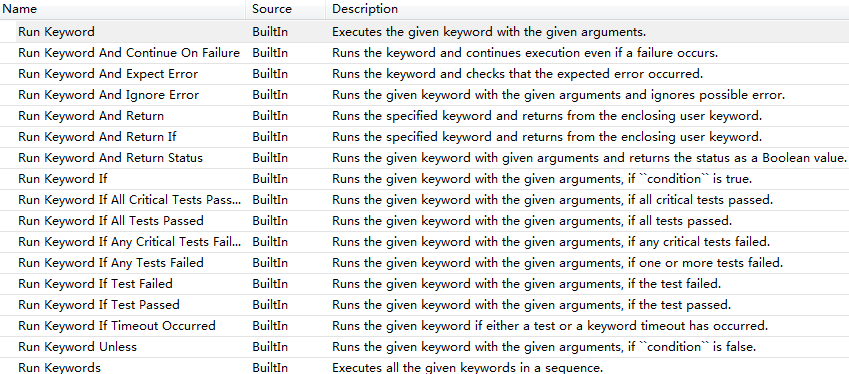 Name Source Description
Run Keyword BuiltIn Executes the given keyword with the given arguments.
Run Keyword And Continue On Failure BuiltIn Runs the keyword and continues execution even if a failure occurs.
Run Keyword And Expect Error BuiltIn Runs the keyword and checks that the expected error occurred.
Run Keyword And Ignore Error BuiltIn Runs the given keyword with the given arguments and ignores possible error.
Run Keyword And Return BuiltIn Runs the specified keyword and returns from the enclosing user keyword.
Run Keyword And Return If BuiltIn Runs the specified keyword and returns from the enclosing user keyword.
Run Keyword And Return Status BuiltIn Runs the given keyword with given arguments and returns the status as a Boolean value.
Run Keyword If BuiltIn Runs the given keyword with the given arguments, if ``condition`` is true.
Run Keyword If All Critical Tests Pass... BuiltIn Runs the given keyword with the given arguments, if all critical tests passed.
Run Keyword If All Tests Passed BuiltIn Runs the given keyword with the given arguments, if all tests passed.
Run Keyword If Any Critical Tests Fail... BuiltIn Runs the given keyword with the given arguments, if any critical tests failed.
Run Keyword If Any Tests Failed BuiltIn Runs the given keyword with the given arguments, if one or more tests failed.
Run Keyword If Test Failed BuiltIn Runs the given keyword with the given arguments, if the test failed.
Run Keyword If Test Passed BuiltIn Runs the given keyword with the given arguments, if the test passed.
Run Keyword If Timeout Occurred BuiltIn Runs the given keyword if either a test or a keyword timeout has occurred.
Run Keyword Unless BuiltIn Runs the given keyword with the given arguments, if ``condition`` is false.
Run Keywords BuiltIn Executes all the given keywords in a sequence.